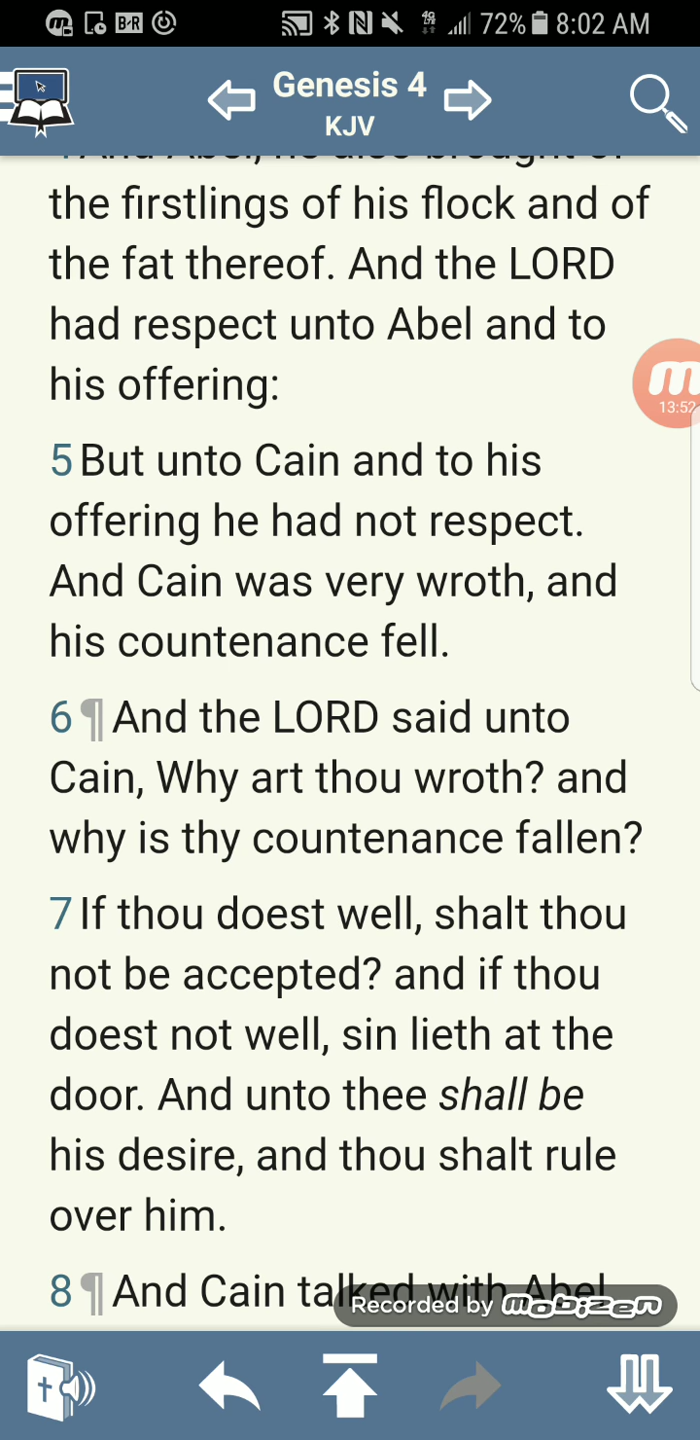 B-R
4G
72%
8:02 AM
Genesis 4
KJV
the firstlings of his flock and of
the fat thereof. And the LORD
had respect unto Abel and to
his offering:
13:52
5 But unto Cain and to his
offering he had not respect.
And Cain was very wroth, and
his countenance fell.
6 ¶ And the LORD said unto
Cain, Why art thou wroth? and
why is thy countenance fallen?
7 If thou doest well, shalt thou
not be accepted? and if thou
doest not well, sin lieth at the
door. And unto thee shall be
his desire, and thou shalt rule
over him.
8 ¶ And Cain talked with Abel
Recorded by mobizen